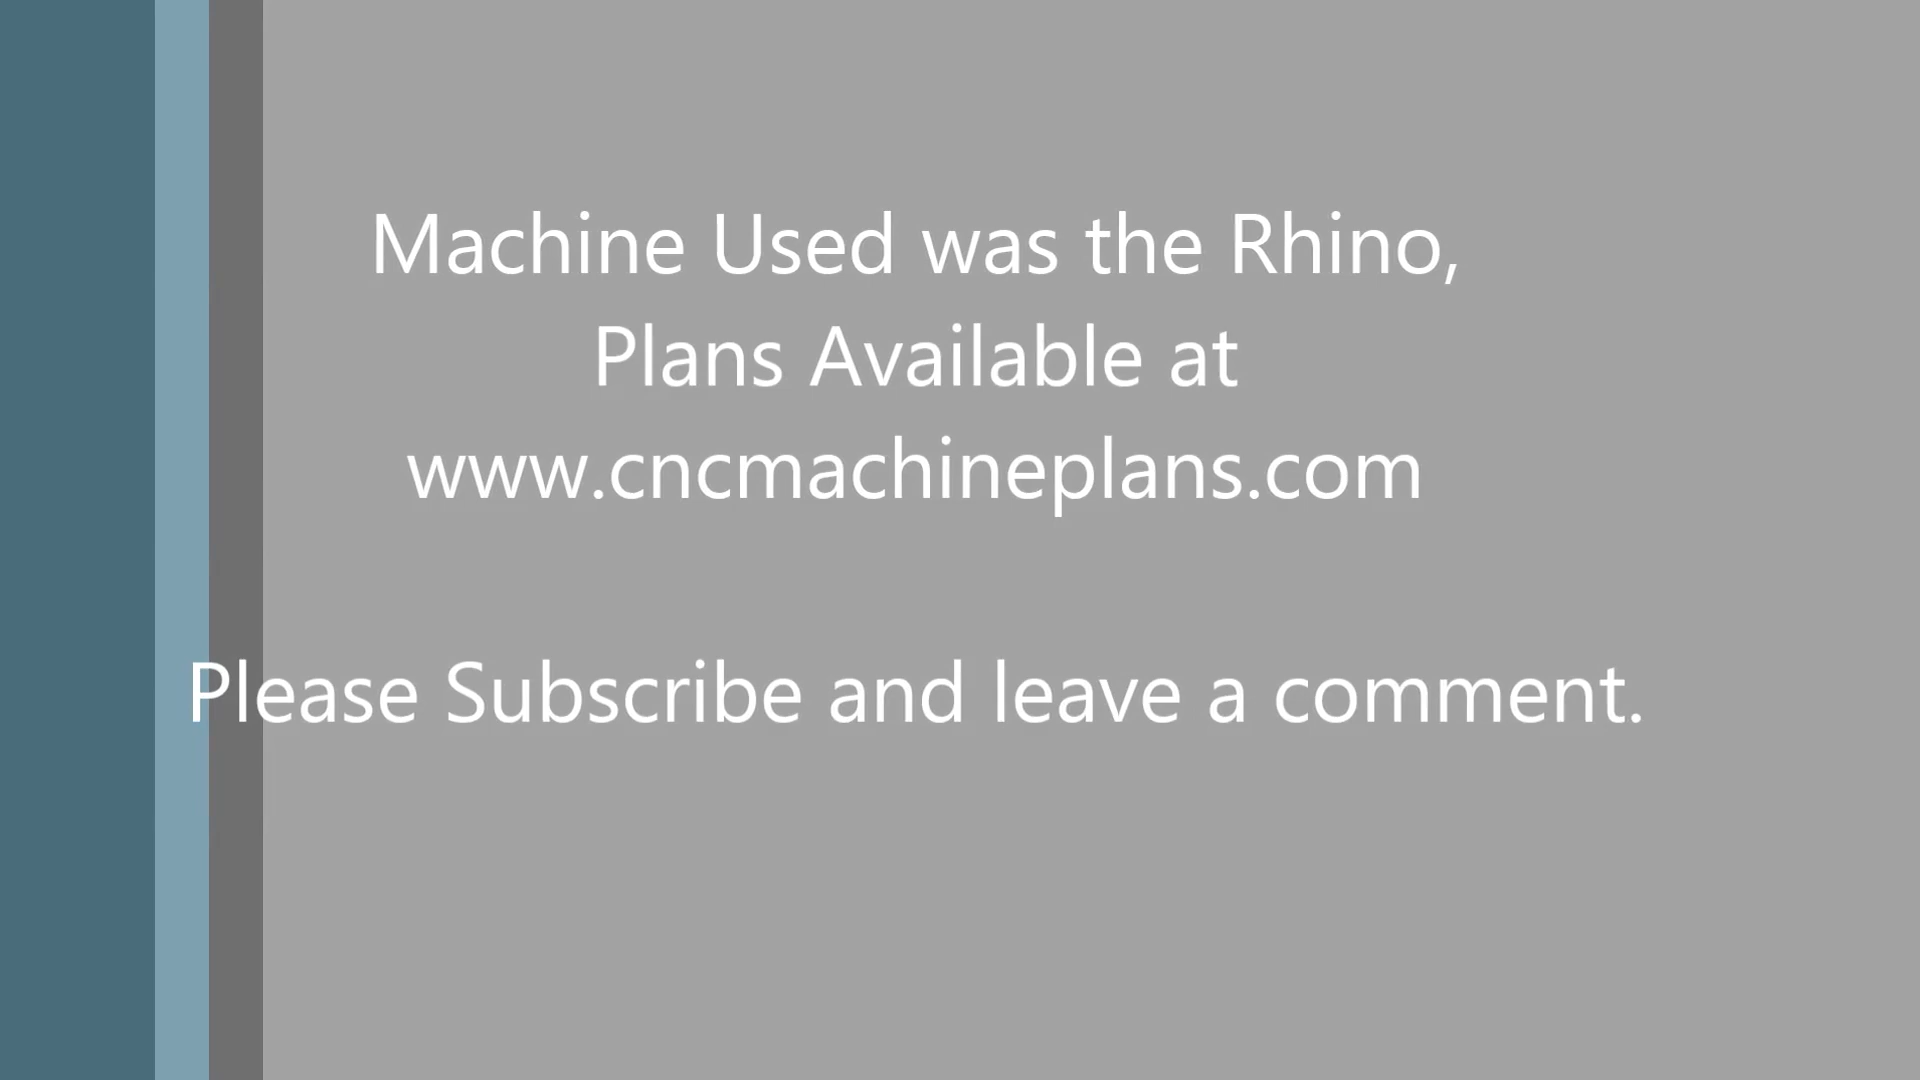 Machine Used was the Rhino,
Plans Available at
www.cncmachineplans.com
Please Subscribe and leave a comment.